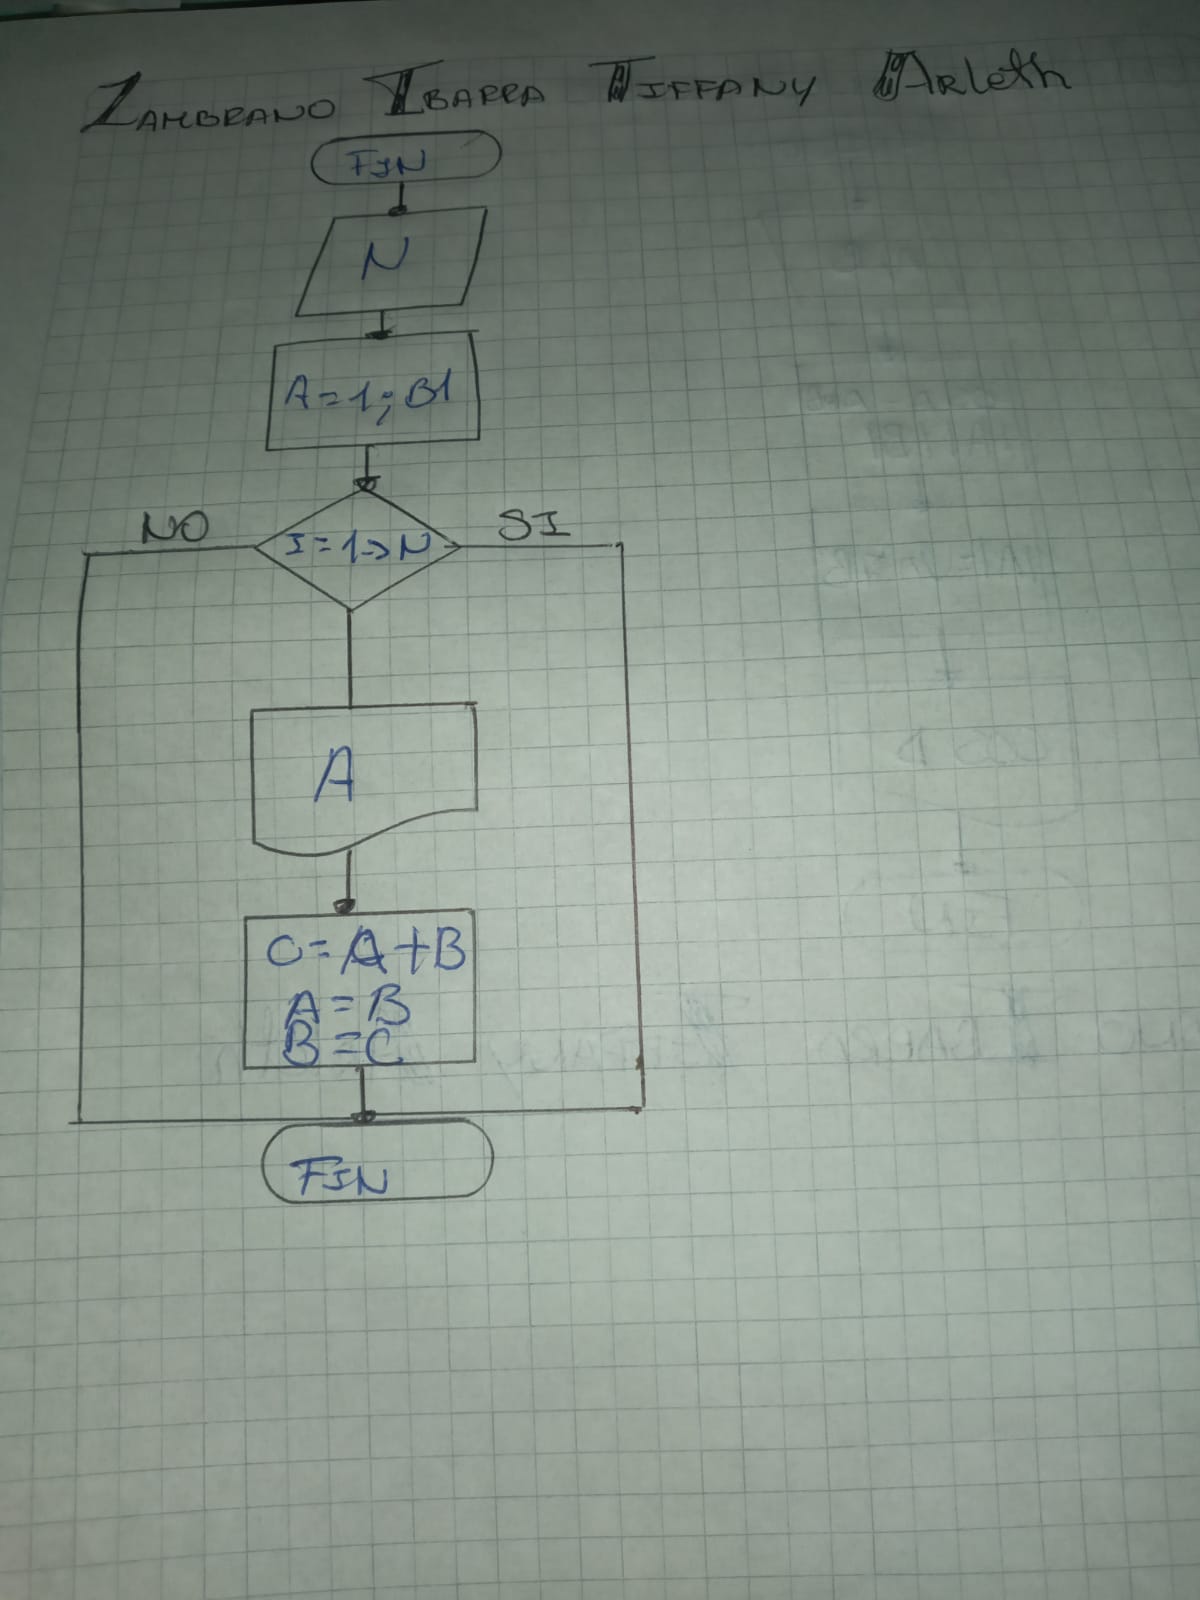 Zambrano Ibarra Tiffany Arleth
FIN
N
A=1; B1
NO
I=1->N
SI
A
C=A+B
A=B
B=C
FIN